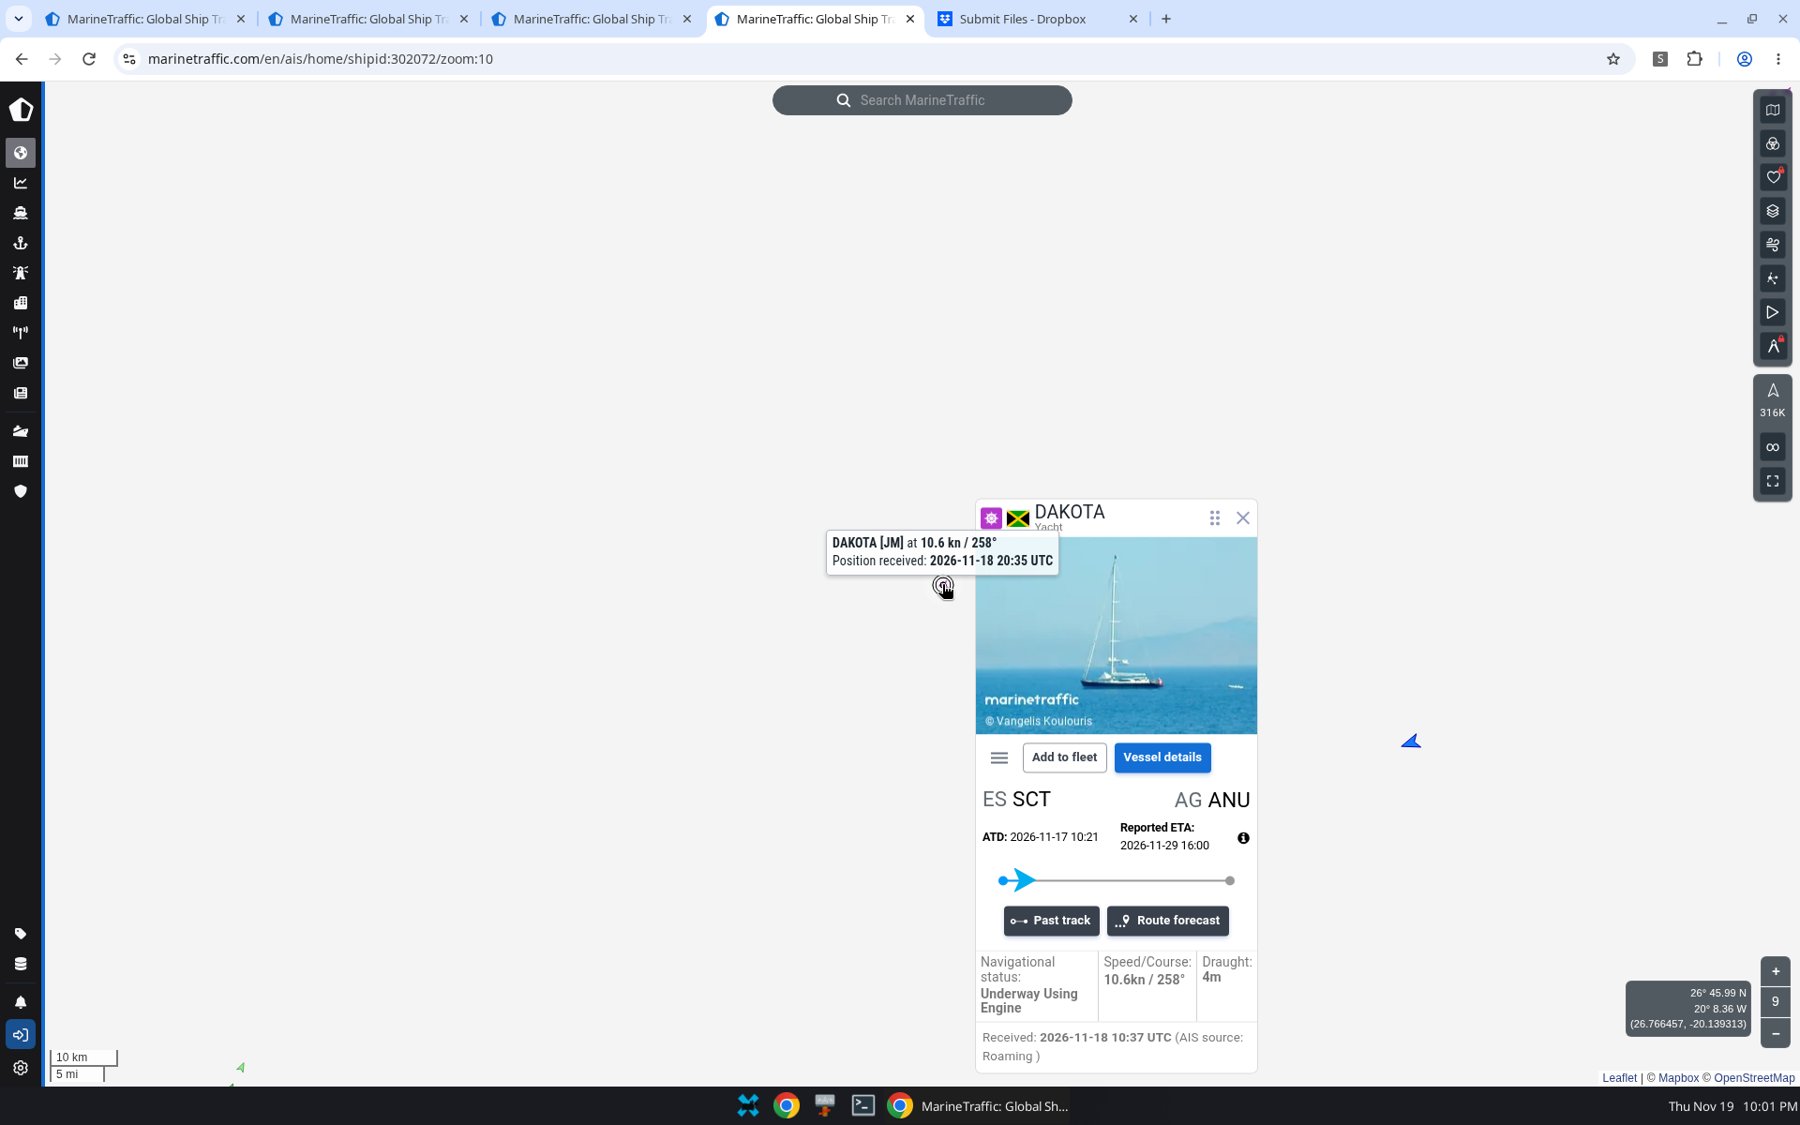 MarineTraffic: Global Ship Tr
MarineTraffic: Global Ship Tr
MarineTraffic: Global Ship Tr
MarineTraffic: Global Ship Tr
Submit Files - Dropbox
marinetraffic.com/en/ais/home/shipid:302072/zoom:10
S
Search MarineTraffic
316K
DAKOTA
Yacht
DAKOTA [JM] at 10.6 kn / 258°
Position received: 2026-11-18 20:35 UTC
marinetraffic
© Vangelis Koulouris
Add to fleet
Vessel details
ES SCT
AG ANU
ATD: 2026-11-17 10:21
Reported ETA:
2026-11-29 16:00
Past track
Route forecast
Navigational
status:
Underway Using
Engine
Speed/Course:
10.6kn / 258°
Draught:
4m
Received: 2026-11-18 10:37 UTC (AIS source:
Roaming )
26° 45.99 N
20° 8.36 W
(26.766457, -20.139313)
+
9
−
10 km
5 mi
Leaflet | © Mapbox © OpenStreetMap
MarineTraffic: Global Sh...
Thu Nov 19 10:01 PM